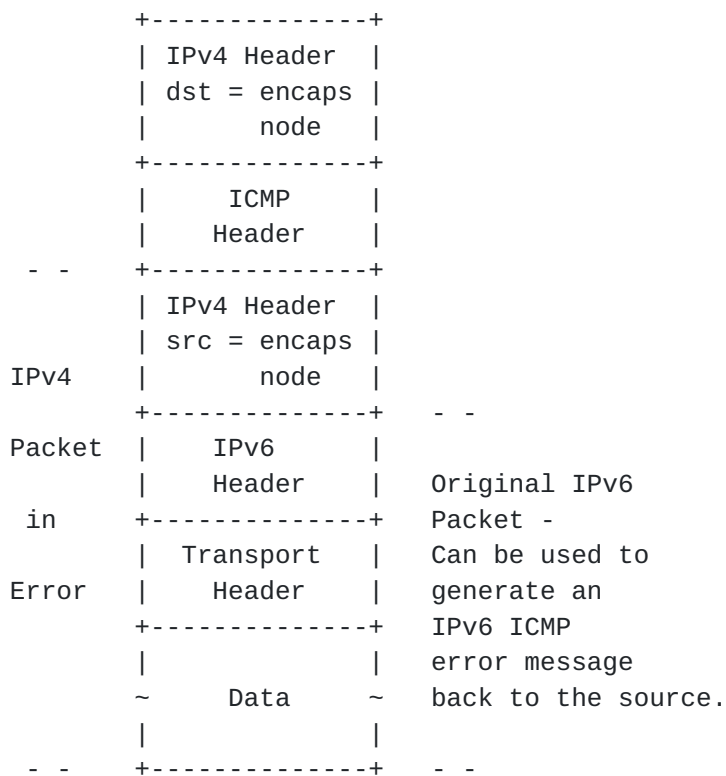 +--------------+
| IPv4 Header  |
| dst = encaps |
|       node   |
+--------------+
|     ICMP     |
|    Header    |
- -    +--------------+
| IPv4 Header  |
| src = encaps |
IPv4    |       node   |
+--------------+   - -
Packet  |    IPv6      |
|    Header    |   Original IPv6
in     +--------------+   Packet -
|  Transport   |   Can be used to
Error   |    Header    |   generate an
+--------------+   IPv6 ICMP
|              |   error message
~     Data     ~   back to the source.
|              |
- -    +--------------+   - -